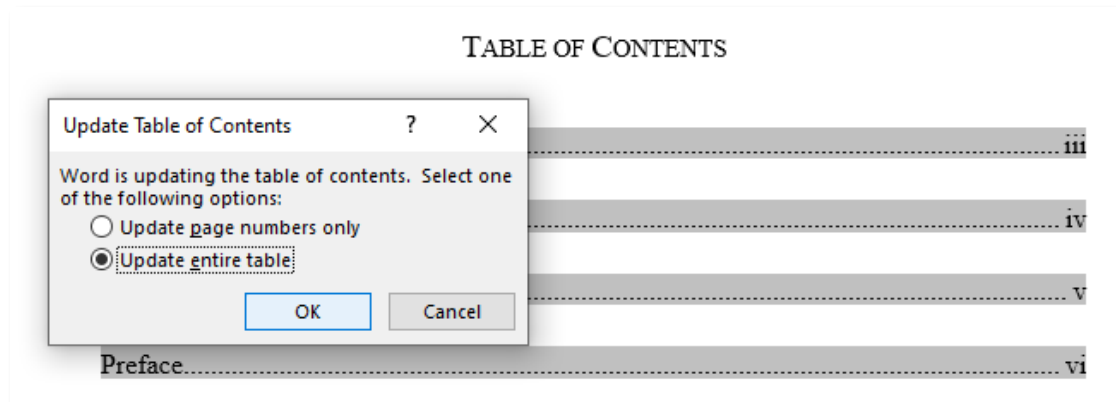 TABLE OF CONTENTS
Update Table of Contents ? X
.......... iii
Word is updating the table of contents. Select one
of the following options:
Update page numbers only
.......... iv
Update entire table
.......... v
OK Cancel
Preface.......... vi